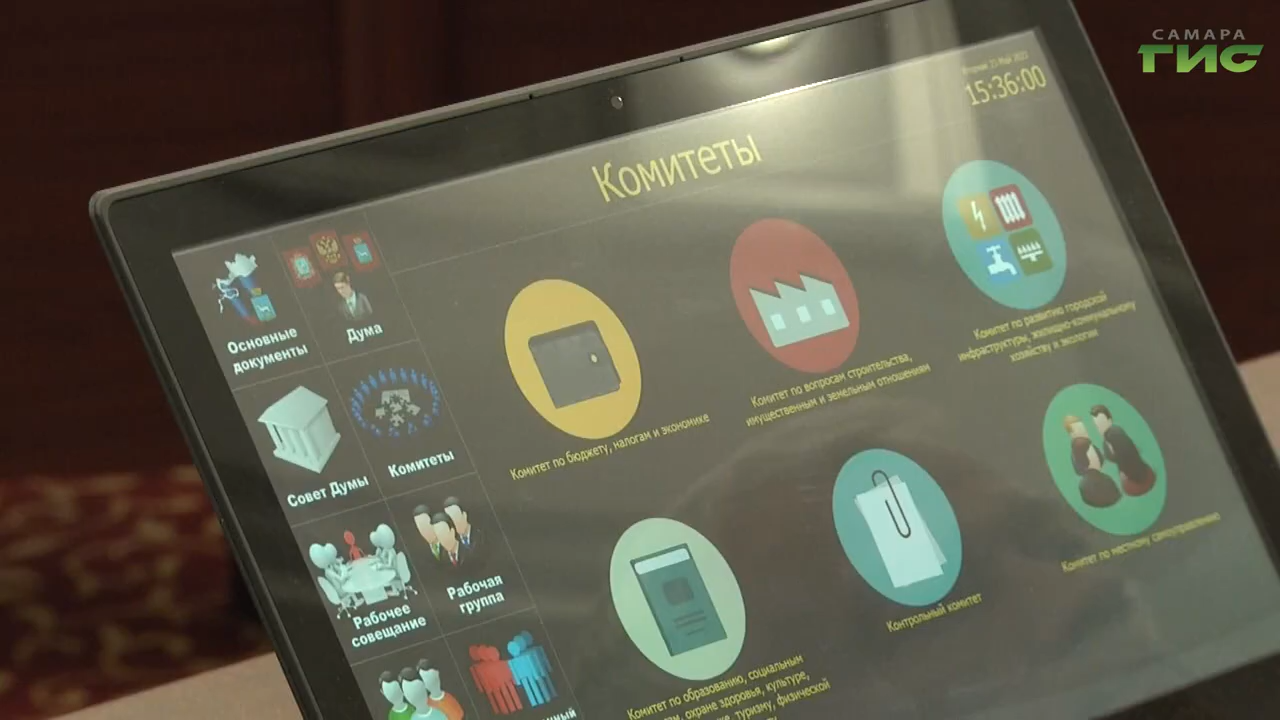 САМАРА
ГИС
15:36:00
Комитеты
Основные
документы
Дума
Совет Думы
Комитеты
Рабочее
совещание
Рабочая
группа
Комитет по бюджету, налогам и экономике
Комитет по вопросам строительства,
имущественным и земельным отношениям
Комитет по развитию городской
инфраструктуры, жилищно-коммунальному
хозяйству и экологии
Комитет по образованию, социальным
охране здоровья, культуре,
туризму, физической
Контрольный комитет
Комитет по местному самоуправлению